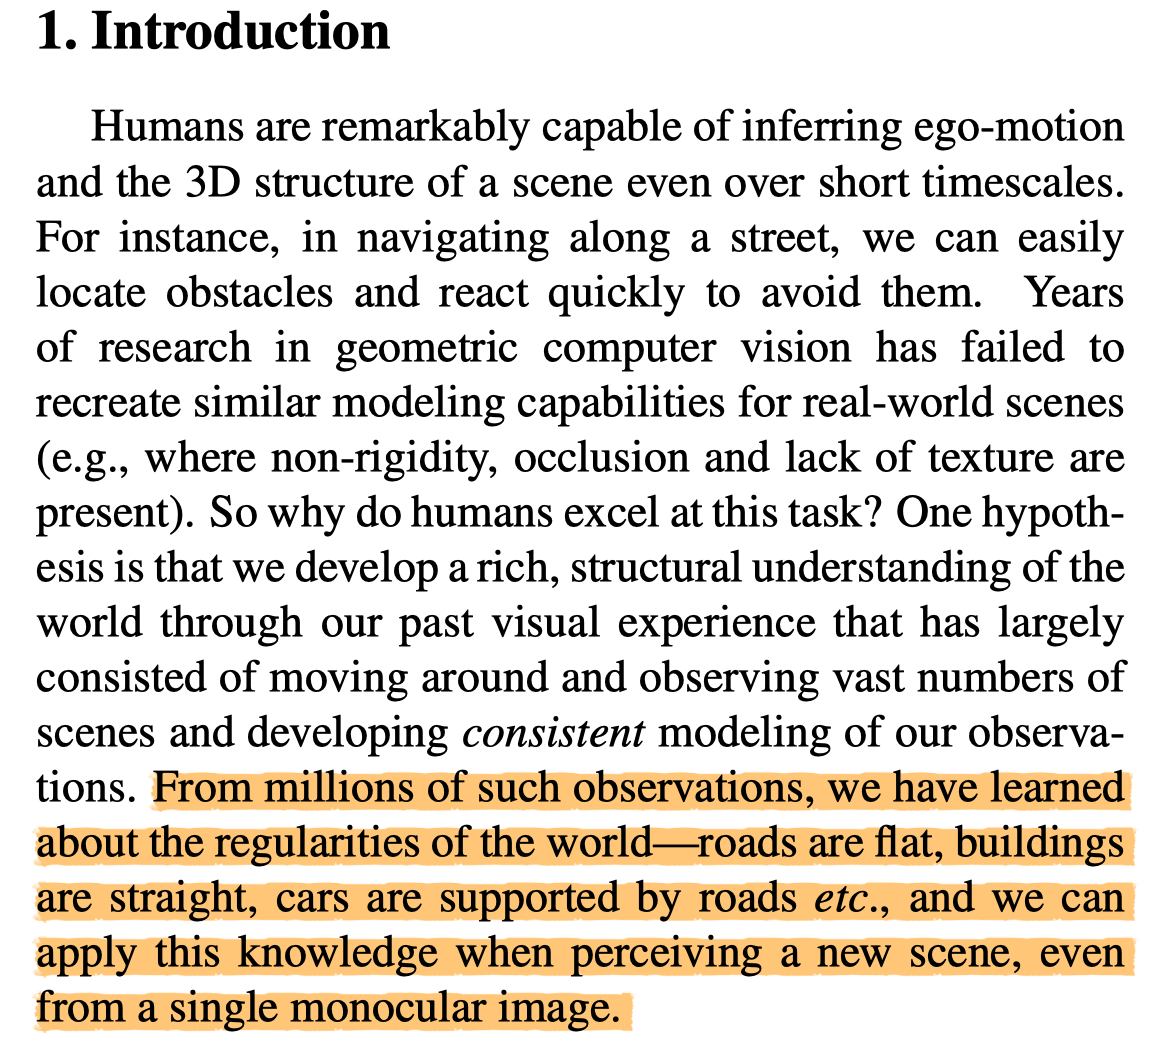 1. Introduction
Humans are remarkably capable of inferring ego-motion
and the 3D structure of a scene even over short timescales.
For instance, in navigating along a street, we can easily
locate obstacles and react quickly to avoid them. Years
of research in geometric computer vision has failed to
recreate similar modeling capabilities for real-world scenes
(e.g., where non-rigidity, occlusion and lack of texture are
present). So why do humans excel at this task? One hypoth-
esis is that we develop a rich, structural understanding of the
world through our past visual experience that has largely
consisted of moving around and observing vast numbers of
scenes and developing consistent modeling of our observa-
tions. From millions of such observations, we have learned
about the regularities of the world—roads are flat, buildings
are straight, cars are supported by roads etc., and we can
apply this knowledge when perceiving a new scene, even
from a single monocular image.